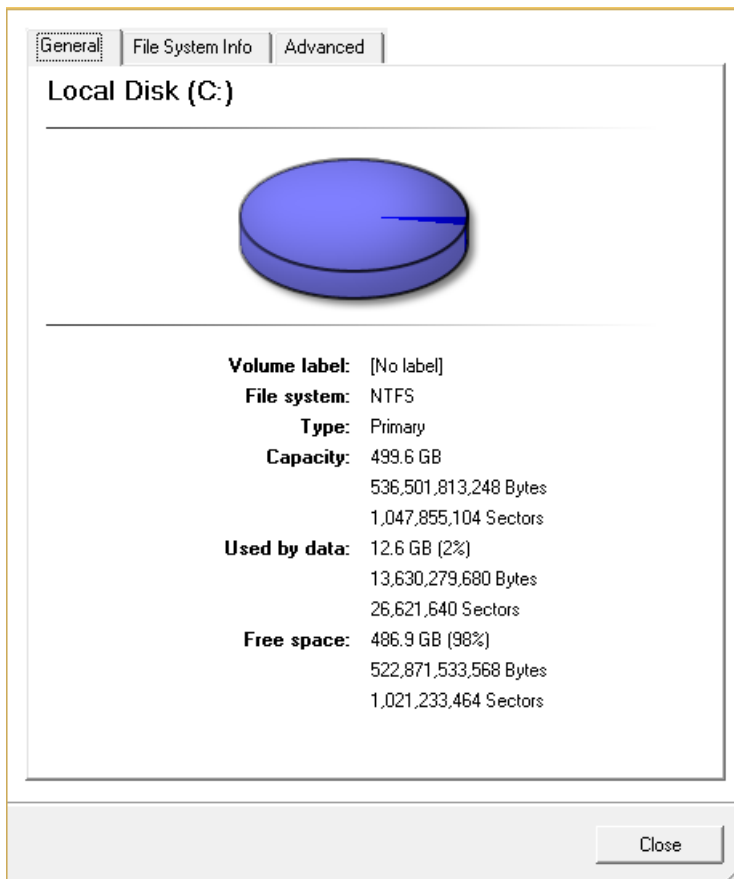 General File System Info Advanced
Local Disk (C:)
Volume label: [No label]
File system: NTFS
Type: Primary
Capacity: 499.6 GB
536,501,813,248 Bytes
1,047,855,104 Sectors
Used by data: 12.6 GB (2%)
13,630,279,680 Bytes
26,621,640 Sectors
Free space: 486.9 GB (98%)
522,871,533,568 Bytes
1,021,233,464 Sectors
Close